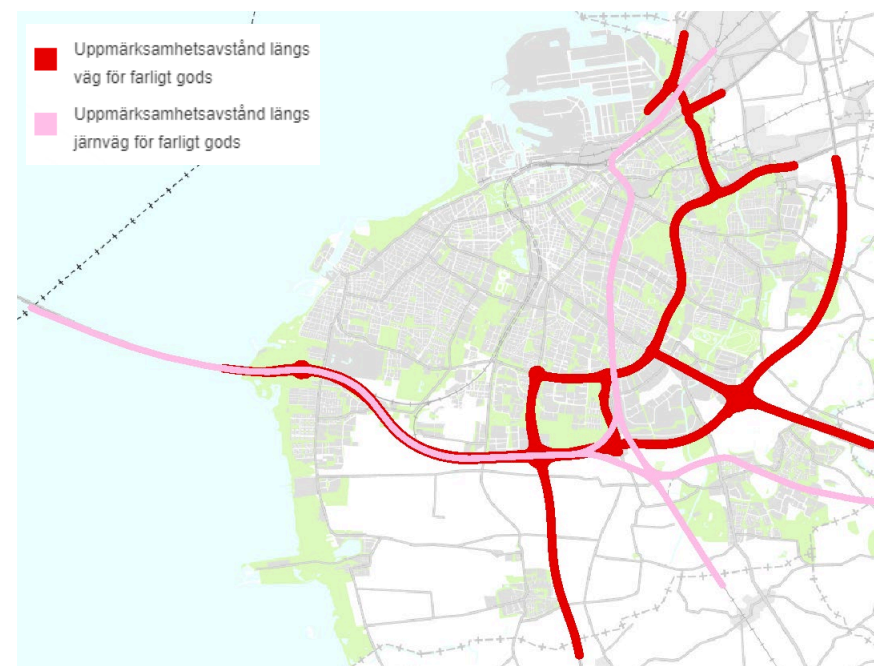 Uppmärksamhetsavstånd längs
väg för farligt gods
Uppmärksamhetsavstånd längs
järnväg för farligt gods